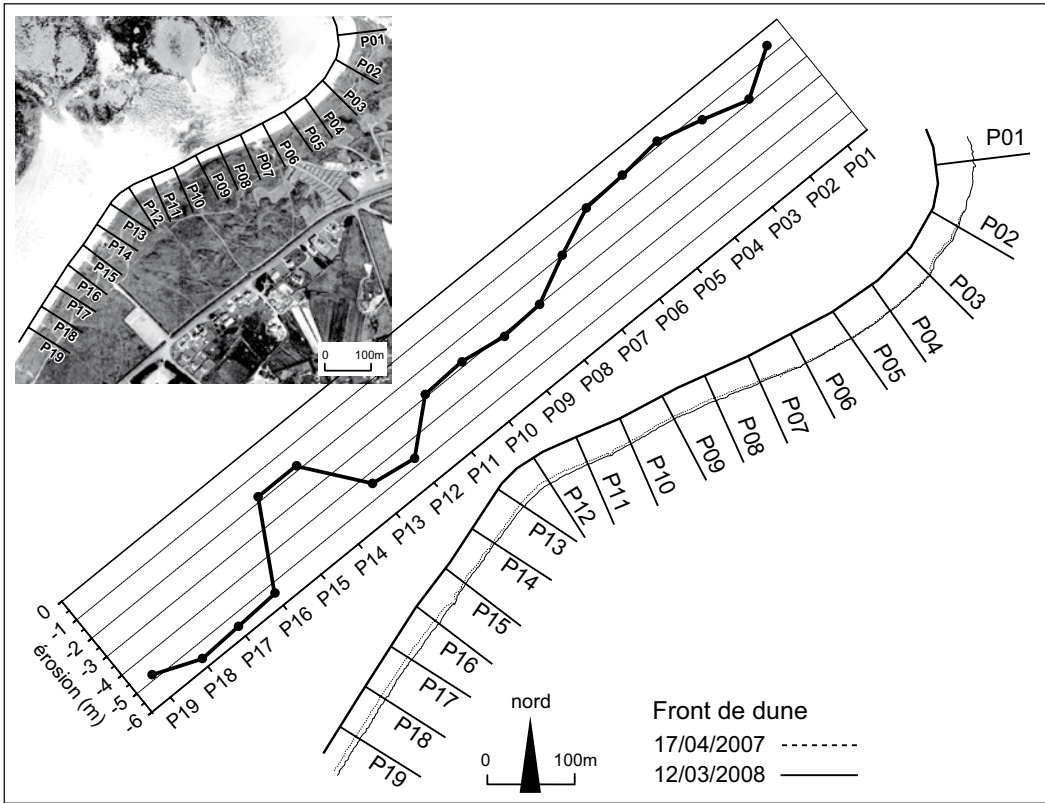 P01
P02
P03
P04
P05
P06
P07
P08
P09
P10
P11
P12
P13
P14
P15
P16
P17
P18
P19
0 100m
0
-1
-2
-3
-4
-5
-6
érosion (m)
P19
P18
P17
P16
P15
P14
P13
P12
P11
P10
P09
P08
P07
P06
P05
P04
P03
P02
P01
P01
P02
P03
P04
P05
P06
P07
P08
P09
P10
P11
P12
P13
P14
P15
P16
P17
P18
P19
nord
0 100m
Front de dune
17/04/2007
12/03/2008